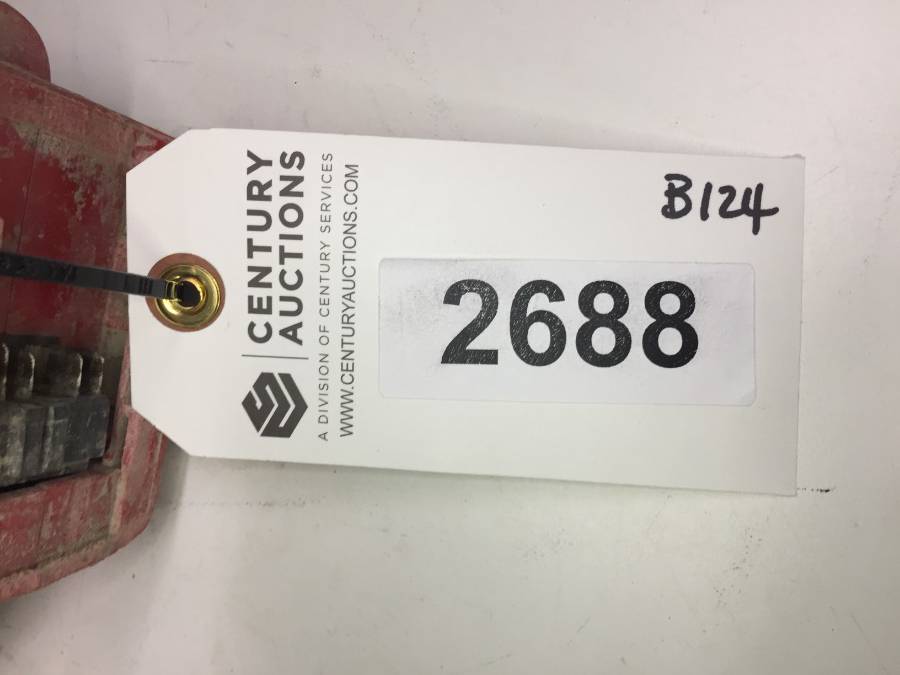 CENTURY
AUCTIONS
A DIVISION OF CENTURY SERVICES
WWW.CENTURYAUCTIONS.COM
B124
2688